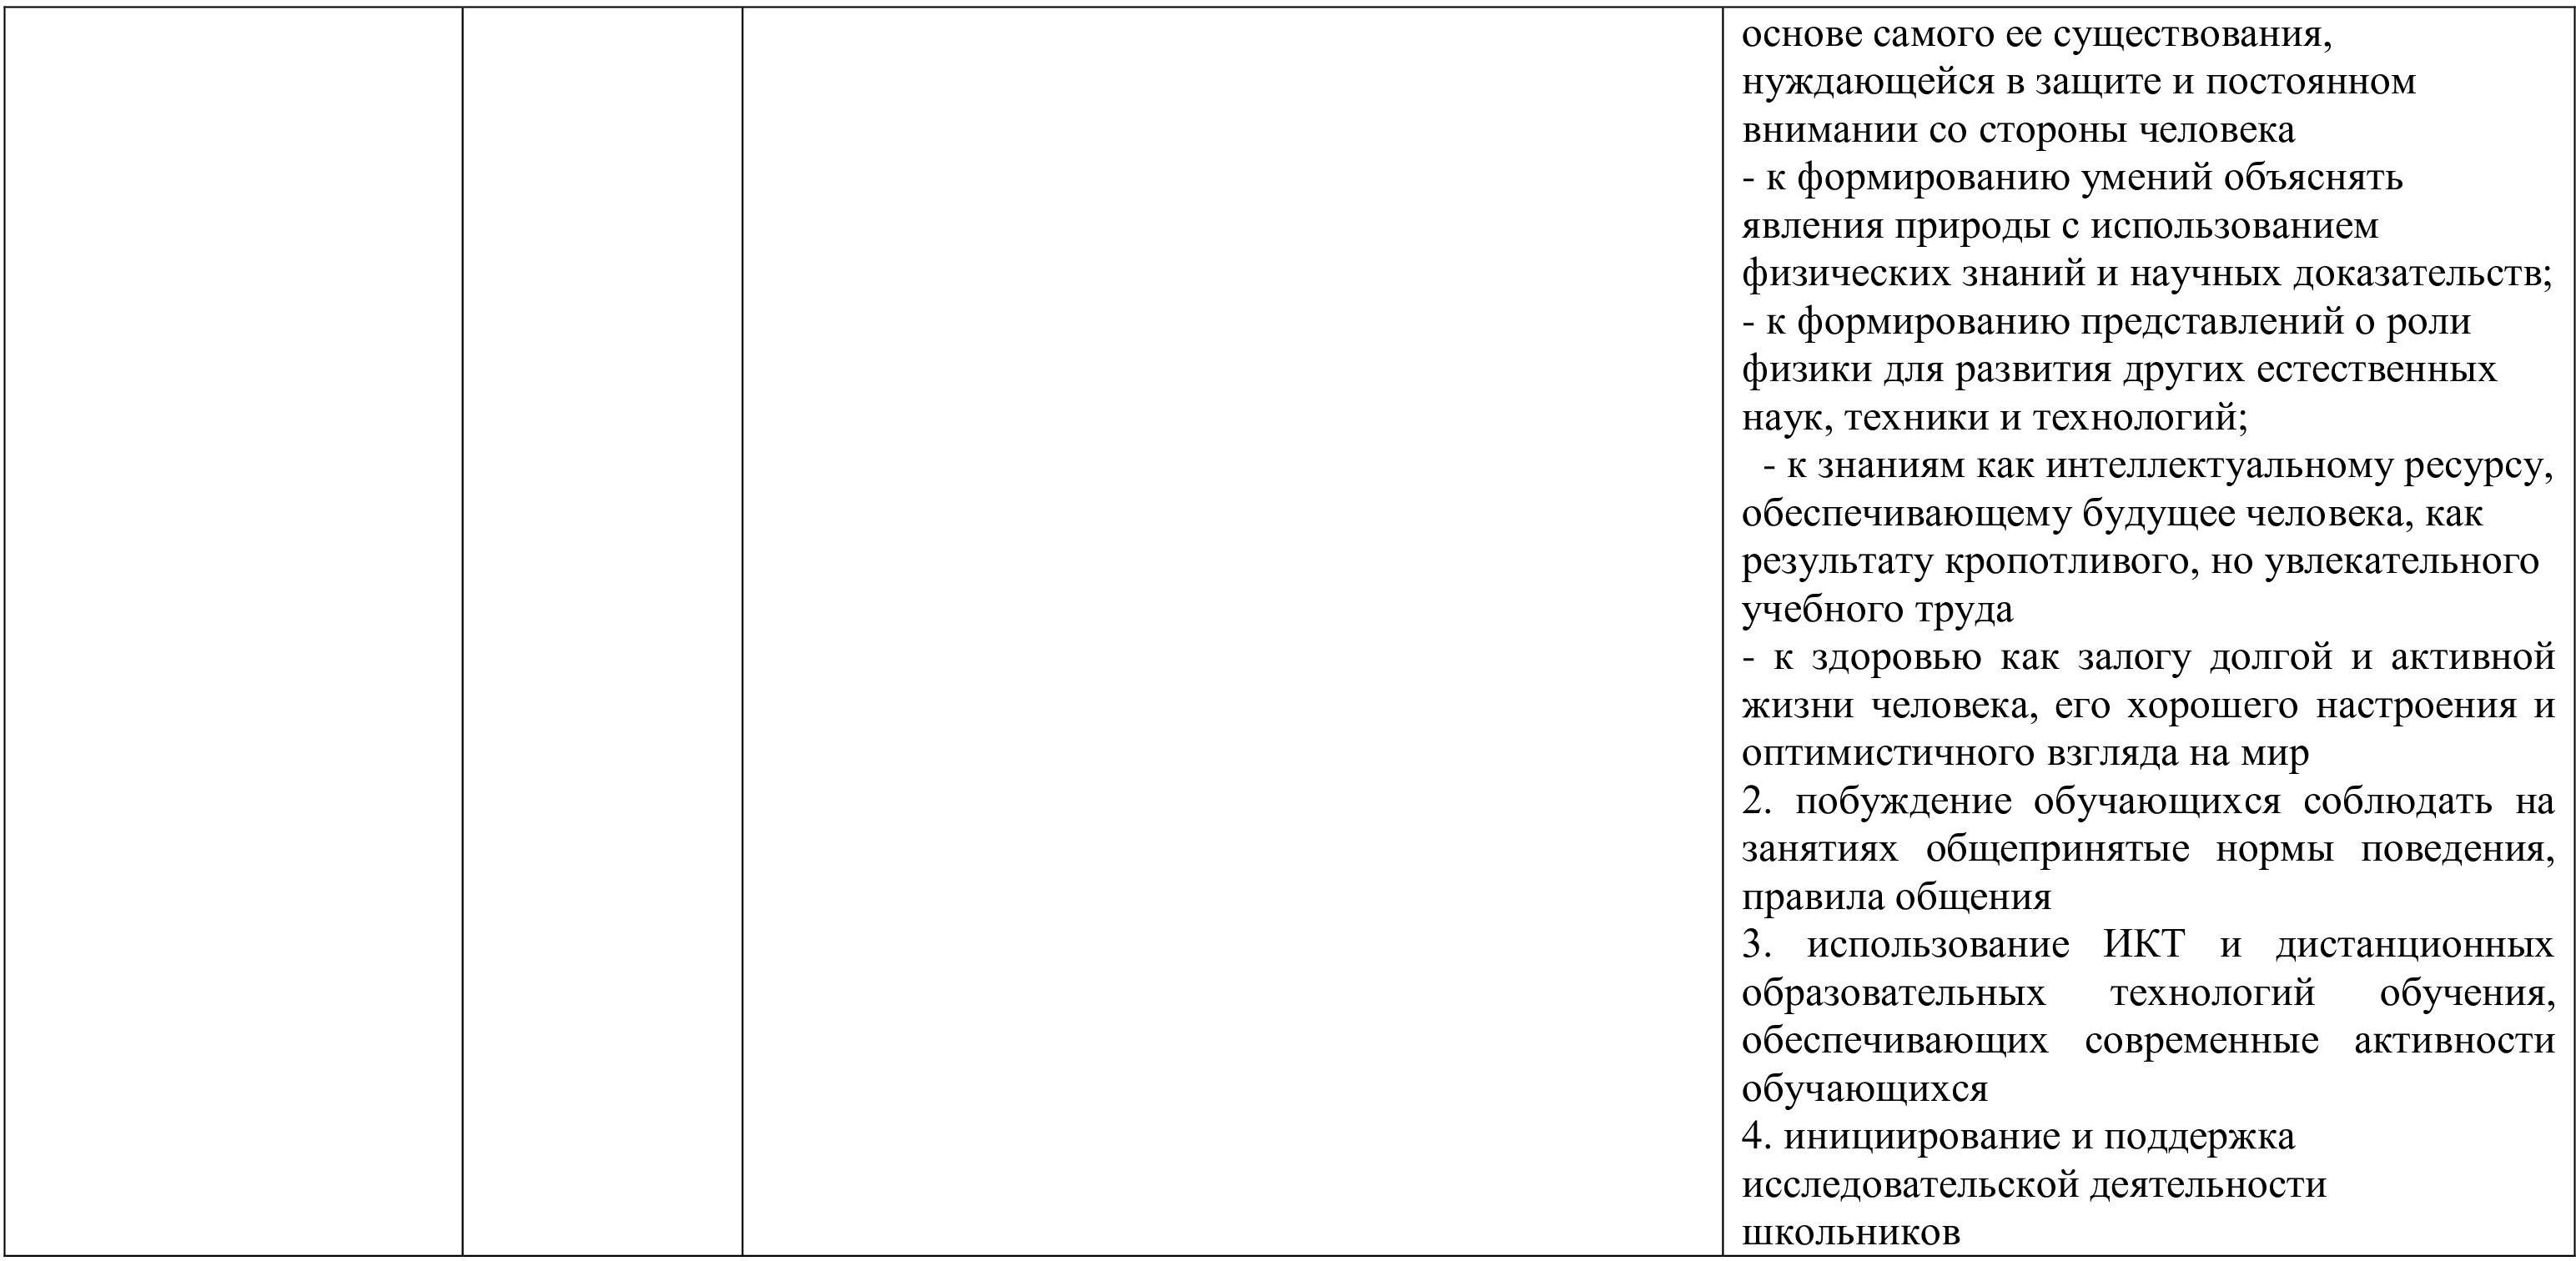 основе самого ее существования,
нуждающейся в защите и постоянном
внимании со стороны человека
- к формированию умений объяснять
явления природы с использованием
физических знаний и научных доказательств;
- к формированию представлений о роли
физики для развития других естественных
наук, техники и технологий;
- к знаниям как интеллектуальному ресурсу,
обеспечивающему будущее человека, как
результату кропотливого, но увлекательного
учебного труда
- к здоровью как залогу долгой и активной
жизни человека, его хорошего настроения и
оптимистичного взгляда на мир
2. побуждение обучающихся соблюдать на
занятиях общепринятые нормы поведения,
правила общения
3. использование ИКТ и дистанционных
образовательных технологий обучения,
обеспечивающих современные активности
обучающихся
4. инициирование и поддержка
исследовательской деятельности
школьников